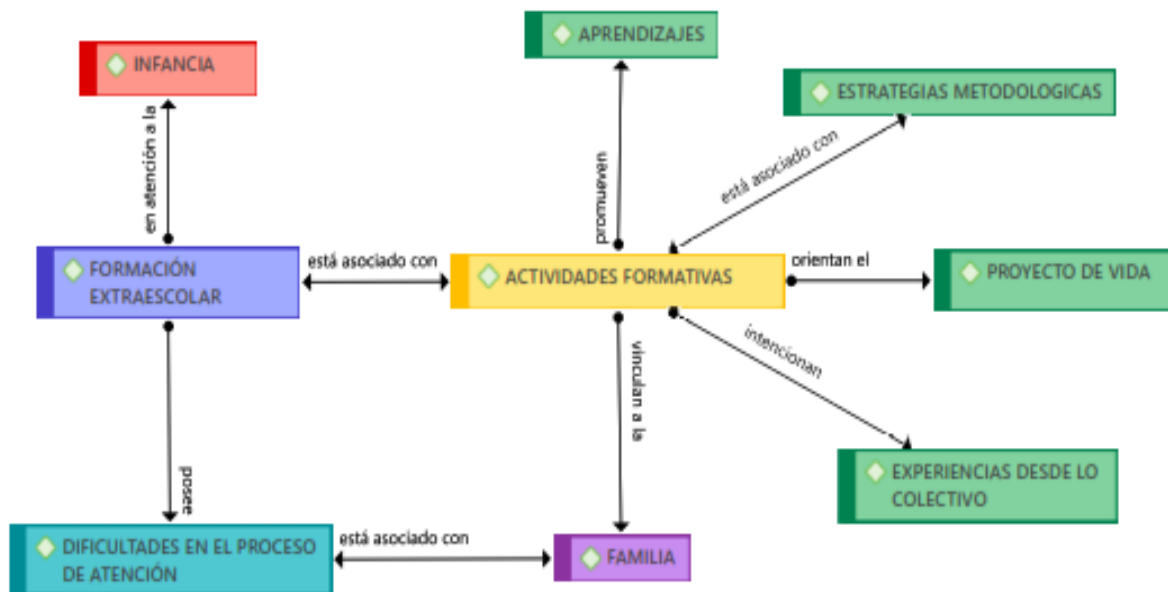 APRENDIZAJES
INFANCIA
ESTRATEGIAS METODOLOGICAS
en atención a la
promueven
está asociado con
FORMACIÓN
EXTRAESCOLAR
está asociado con
ACTIVIDADES FORMATIVAS
orientan el
PROYECTO DE VIDA
vinculan a la
intencionan
posee
EXPERIENCIAS DESDE LO
COLECTIVO
DIFICULTADES EN EL PROCESO
DE ATENCIÓN
está asociado con
FAMILIA